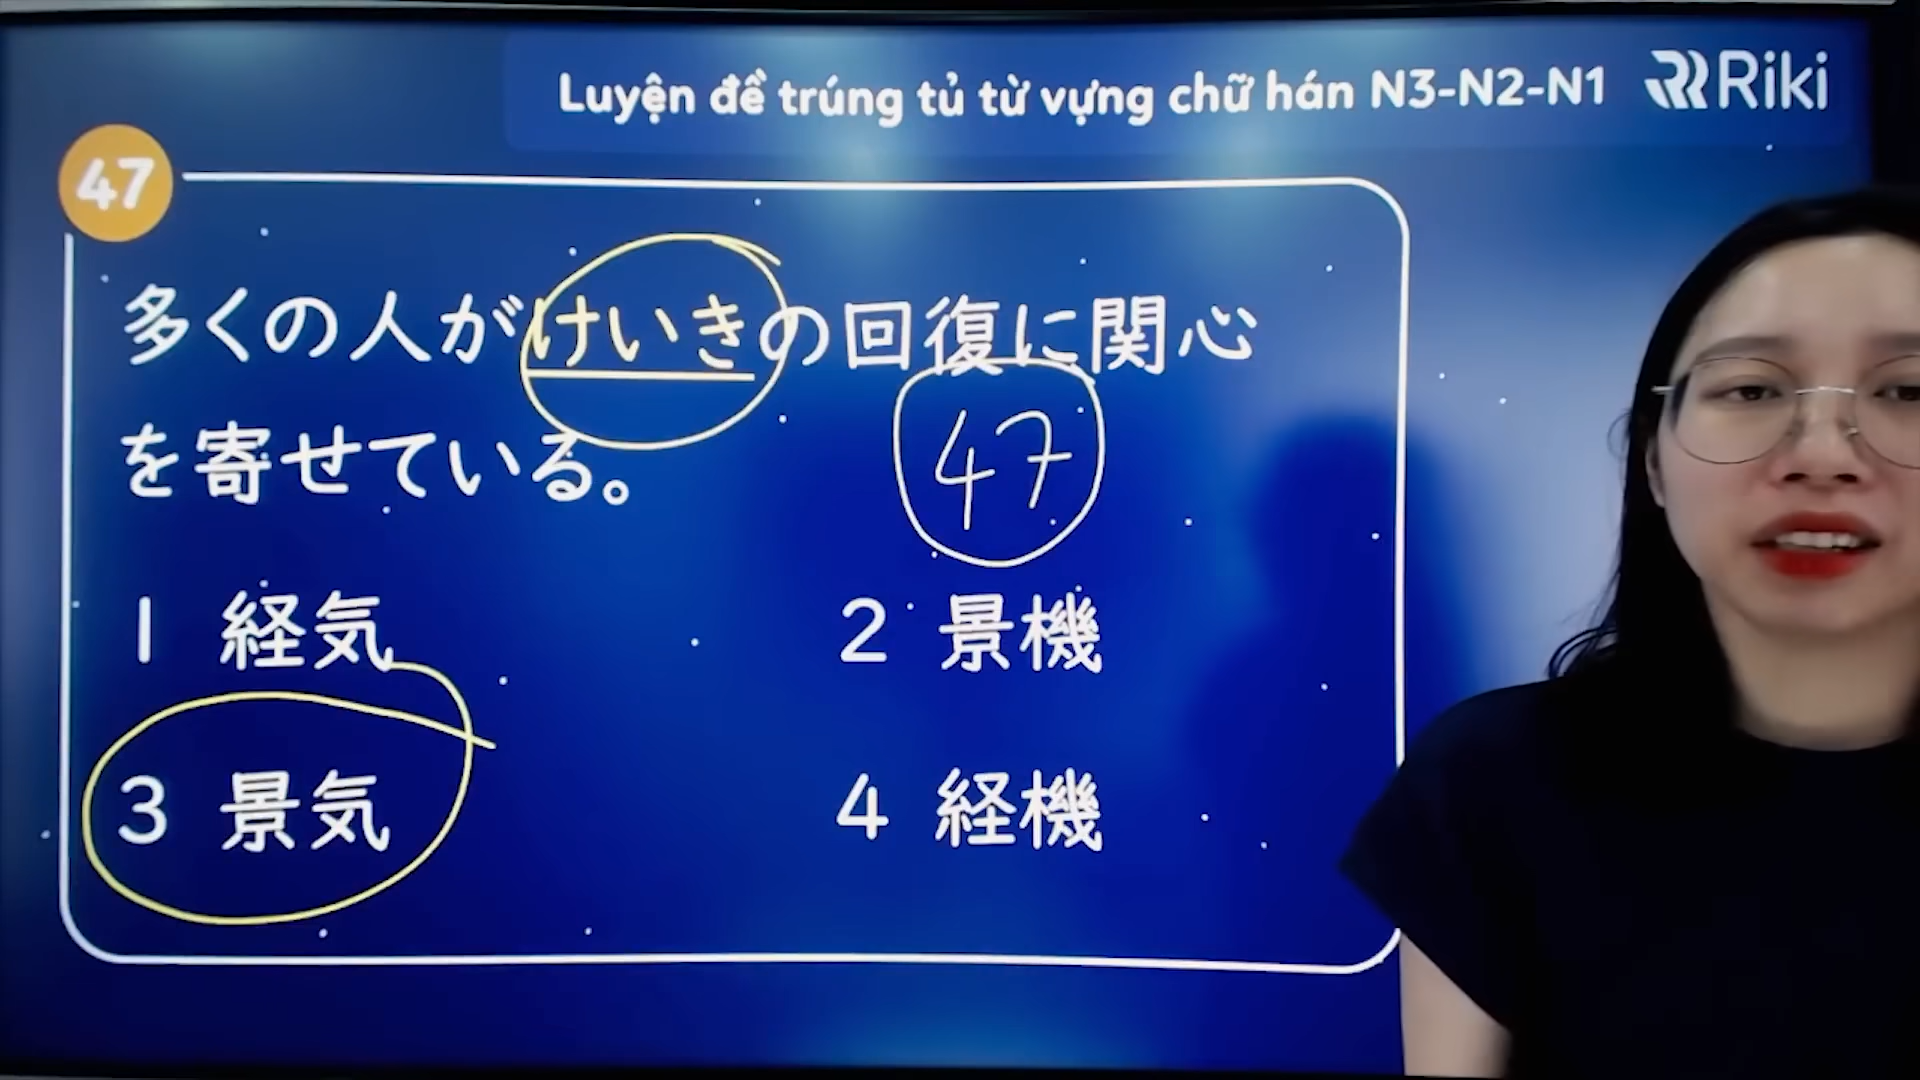 Luyện đề trúng tủ từ vựng chữ hán N3-N2-N1
Riki
47
多くの人がけいきの回復に関心
を寄せている。
47
1 経気
2 景機
3 景気
4 経機